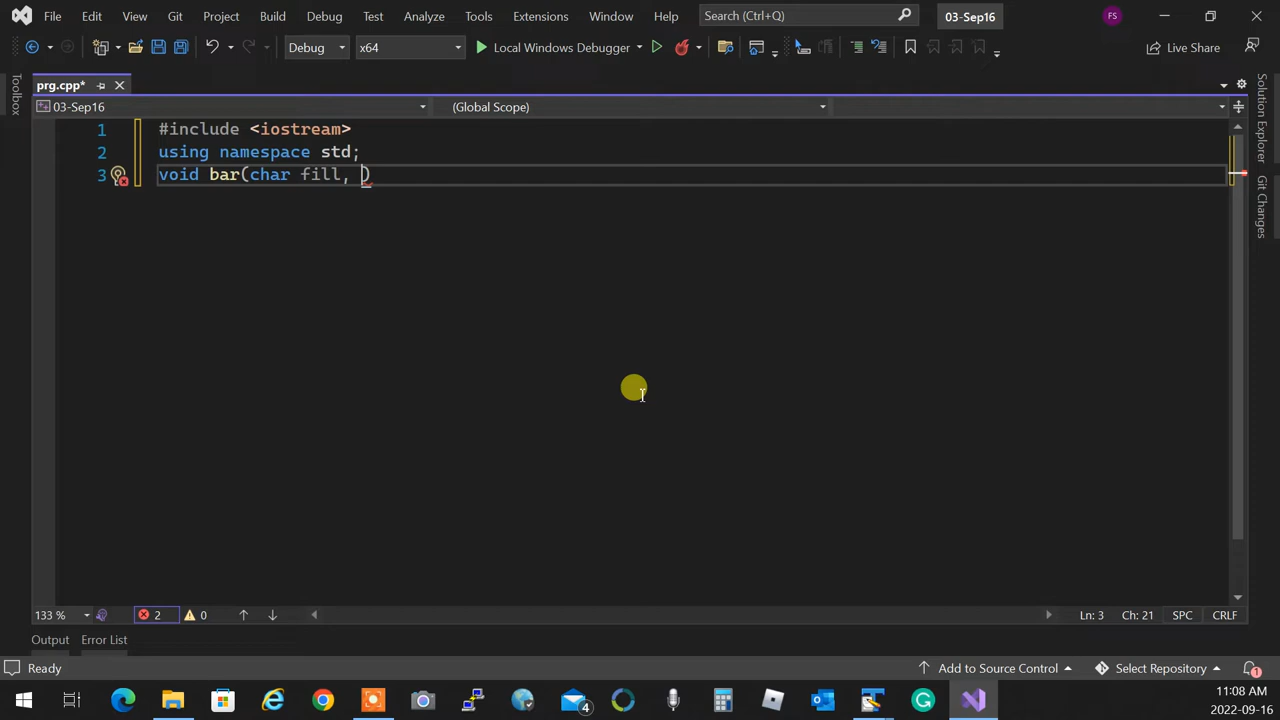 File Edit View Git Project Build Debug Test Analyze Tools Extensions Window Help Search (Ctrl+Q) 03-Sep16 FS
Debug x64 Local Windows Debugger Live Share
prg.cpp*
03-Sep16 (Global Scope)
Toolbox
Solution Explorer
Git Changes
1 #include <iostream>
2 using namespace std;
3 void bar(char fill, )
133 % 2 0 Ln: 3 Ch: 21 SPC CRLF
Output Error List
Ready Add to Source Control Select Repository 1
4 11:08 AM
2022-09-16